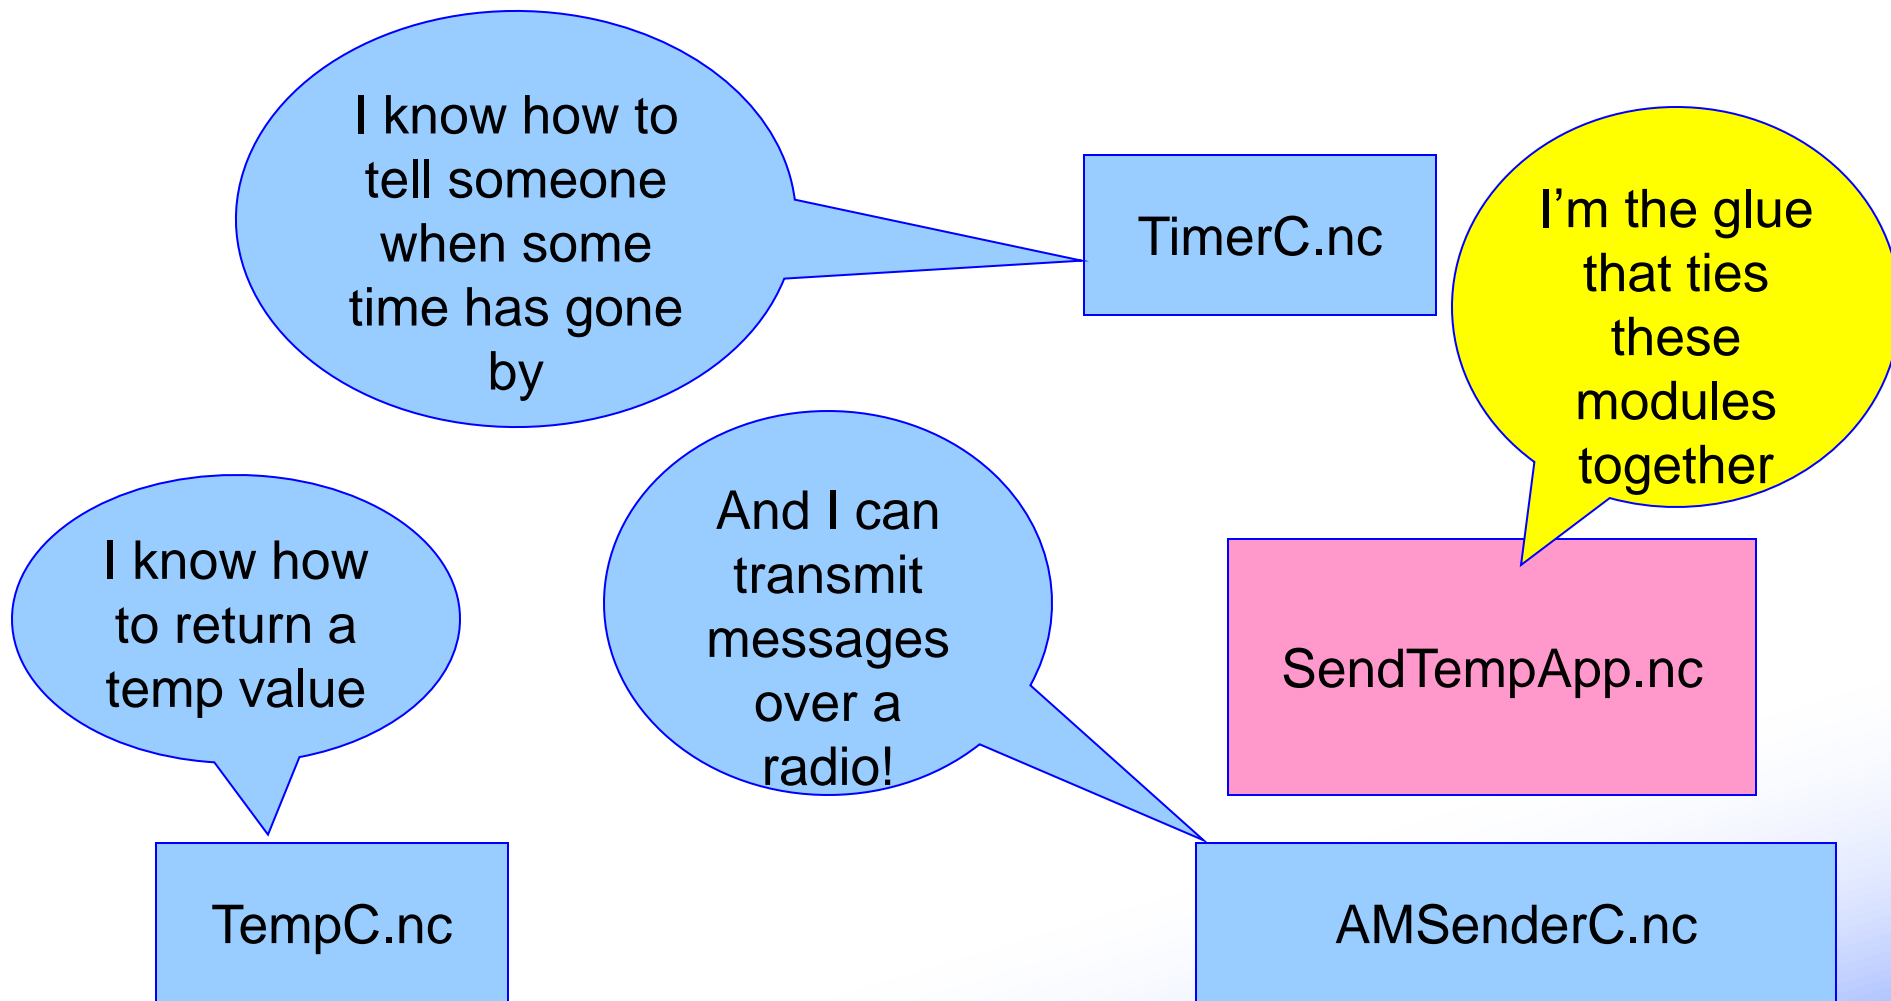 I know how to
tell someone
when some
time has gone
by
TimerC.nc
I’m the glue
that ties
these
modules
together
I know how
to return a
temp value
And I can
transmit
messages
over a
radio!
SendTempApp.nc
TempC.nc
AMSenderC.nc